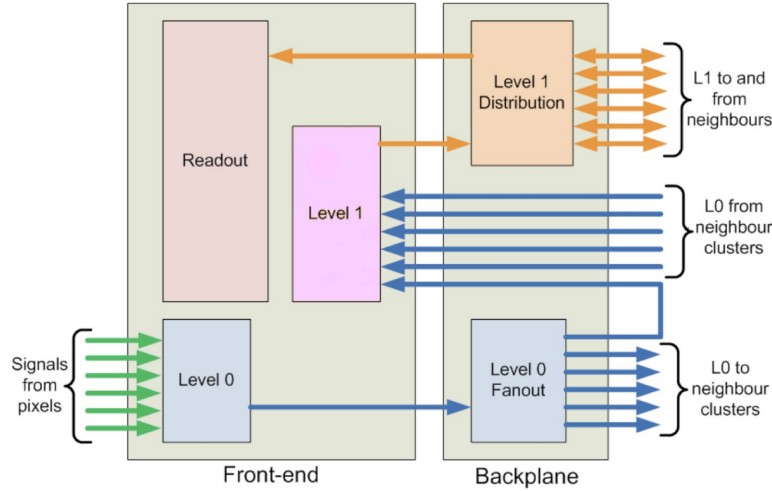 Readout
Level 1
Distribution
L1 to and
from
neighbours
Level 1
L0 from
neighbour
clusters
Signals
from
pixels
Level 0
Level 0
Fanout
L0 to
neighbour
clusters
Front-end
Backplane